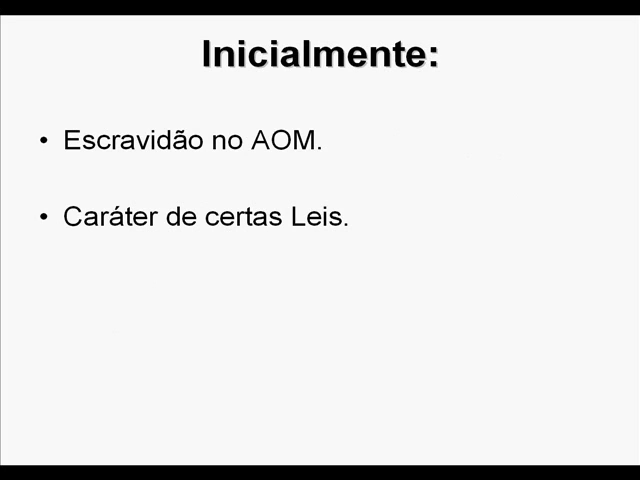 Inicialmente:
• Escravidão no AOM.
• Caráter de certas Leis.